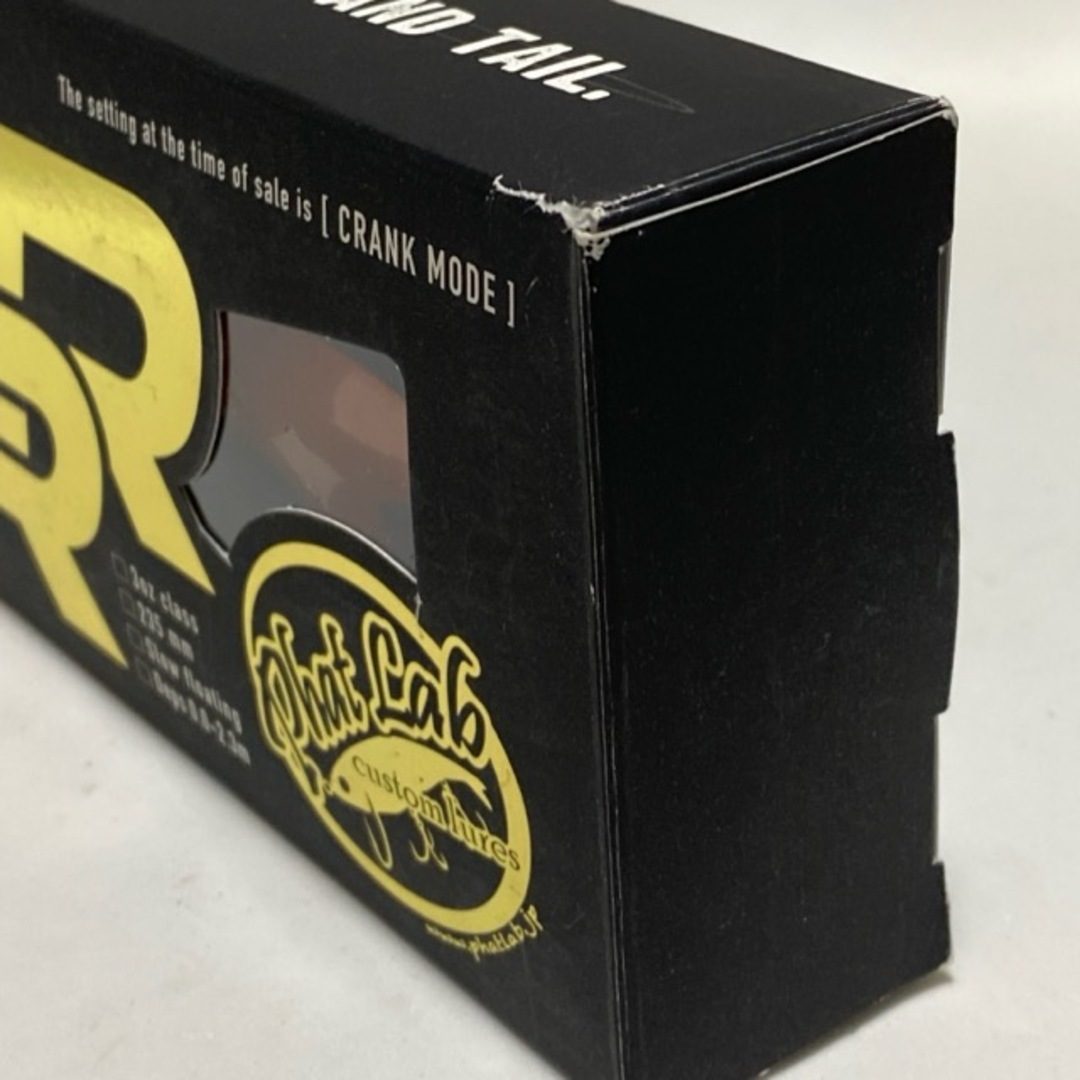 AND TAIL.
The setting at the time of sale is [ CRANK MODE ]
R
R
3oz class
235 mm
Slow floating
Phat Lab
custom lures
www.phatlab.jp